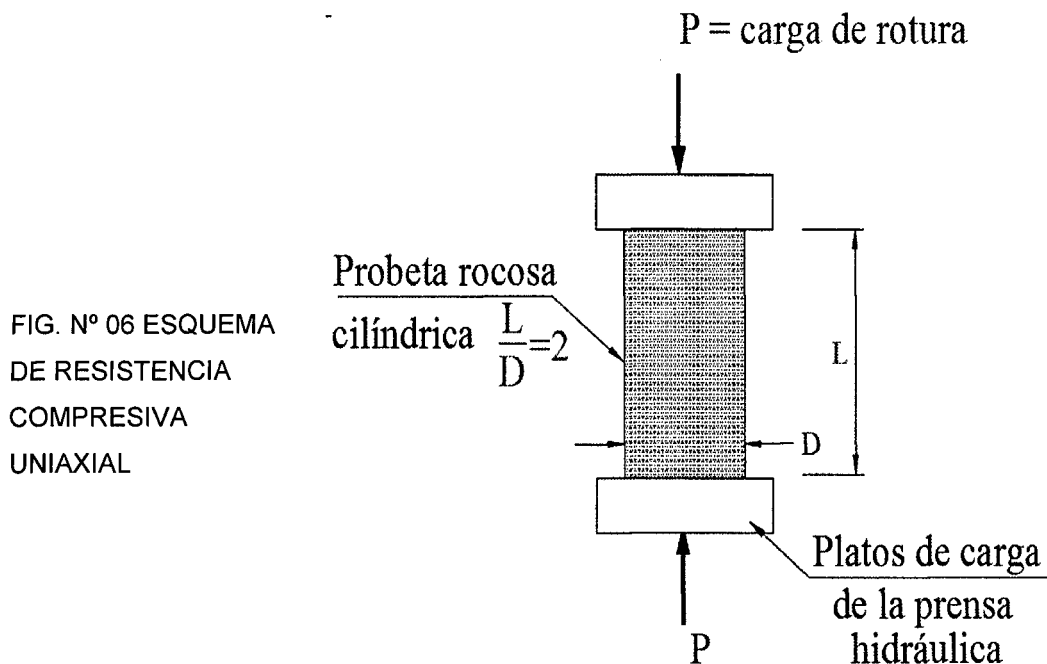 P = carga de rotura
Probeta rocosa
cilíndrica L/D=2
L
FIG. Nº 06 ESQUEMA
DE RESISTENCIA
COMPRESIVA
UNIAXIAL
D
Platos de carga
de la prensa
hidráulica
P